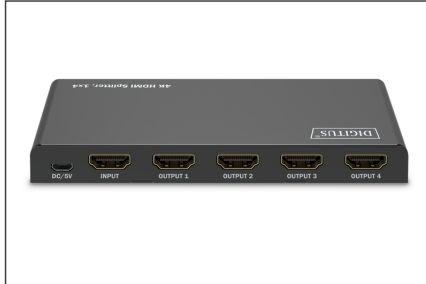 4K HDMI Splitter, 1x4
DIGITUS®
DC/5V INPUT OUTPUT 1 OUTPUT 2 OUTPUT 3 OUTPUT 4